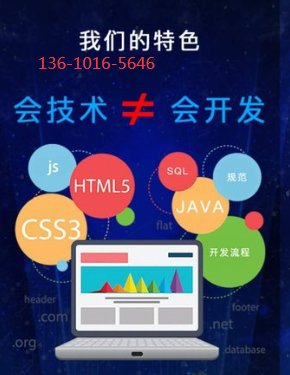 我们的特色
136-1016-5646
会技术 ≠ 会开发
js
SQL
规范
HTML5
JAVA
CSS3
flat
开发流程
header
footer
.com
.net
.org
database